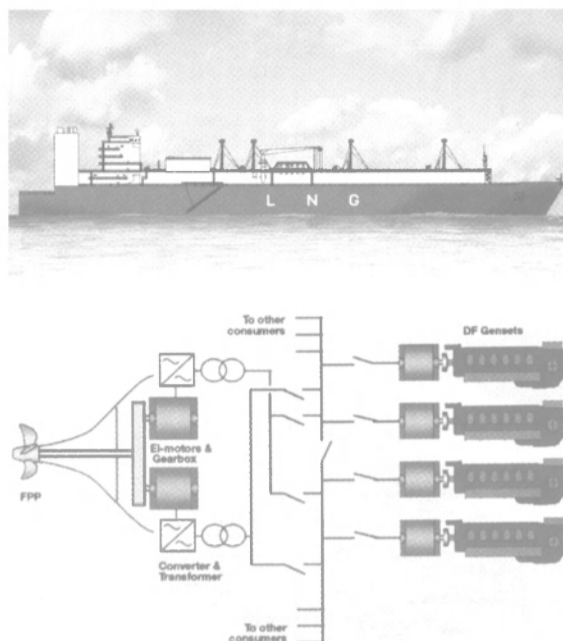 L N G
To other
consumers
DF Gensets
El-motors &
Gearbox
FPP
Converter &
Transformer
To other
consumers